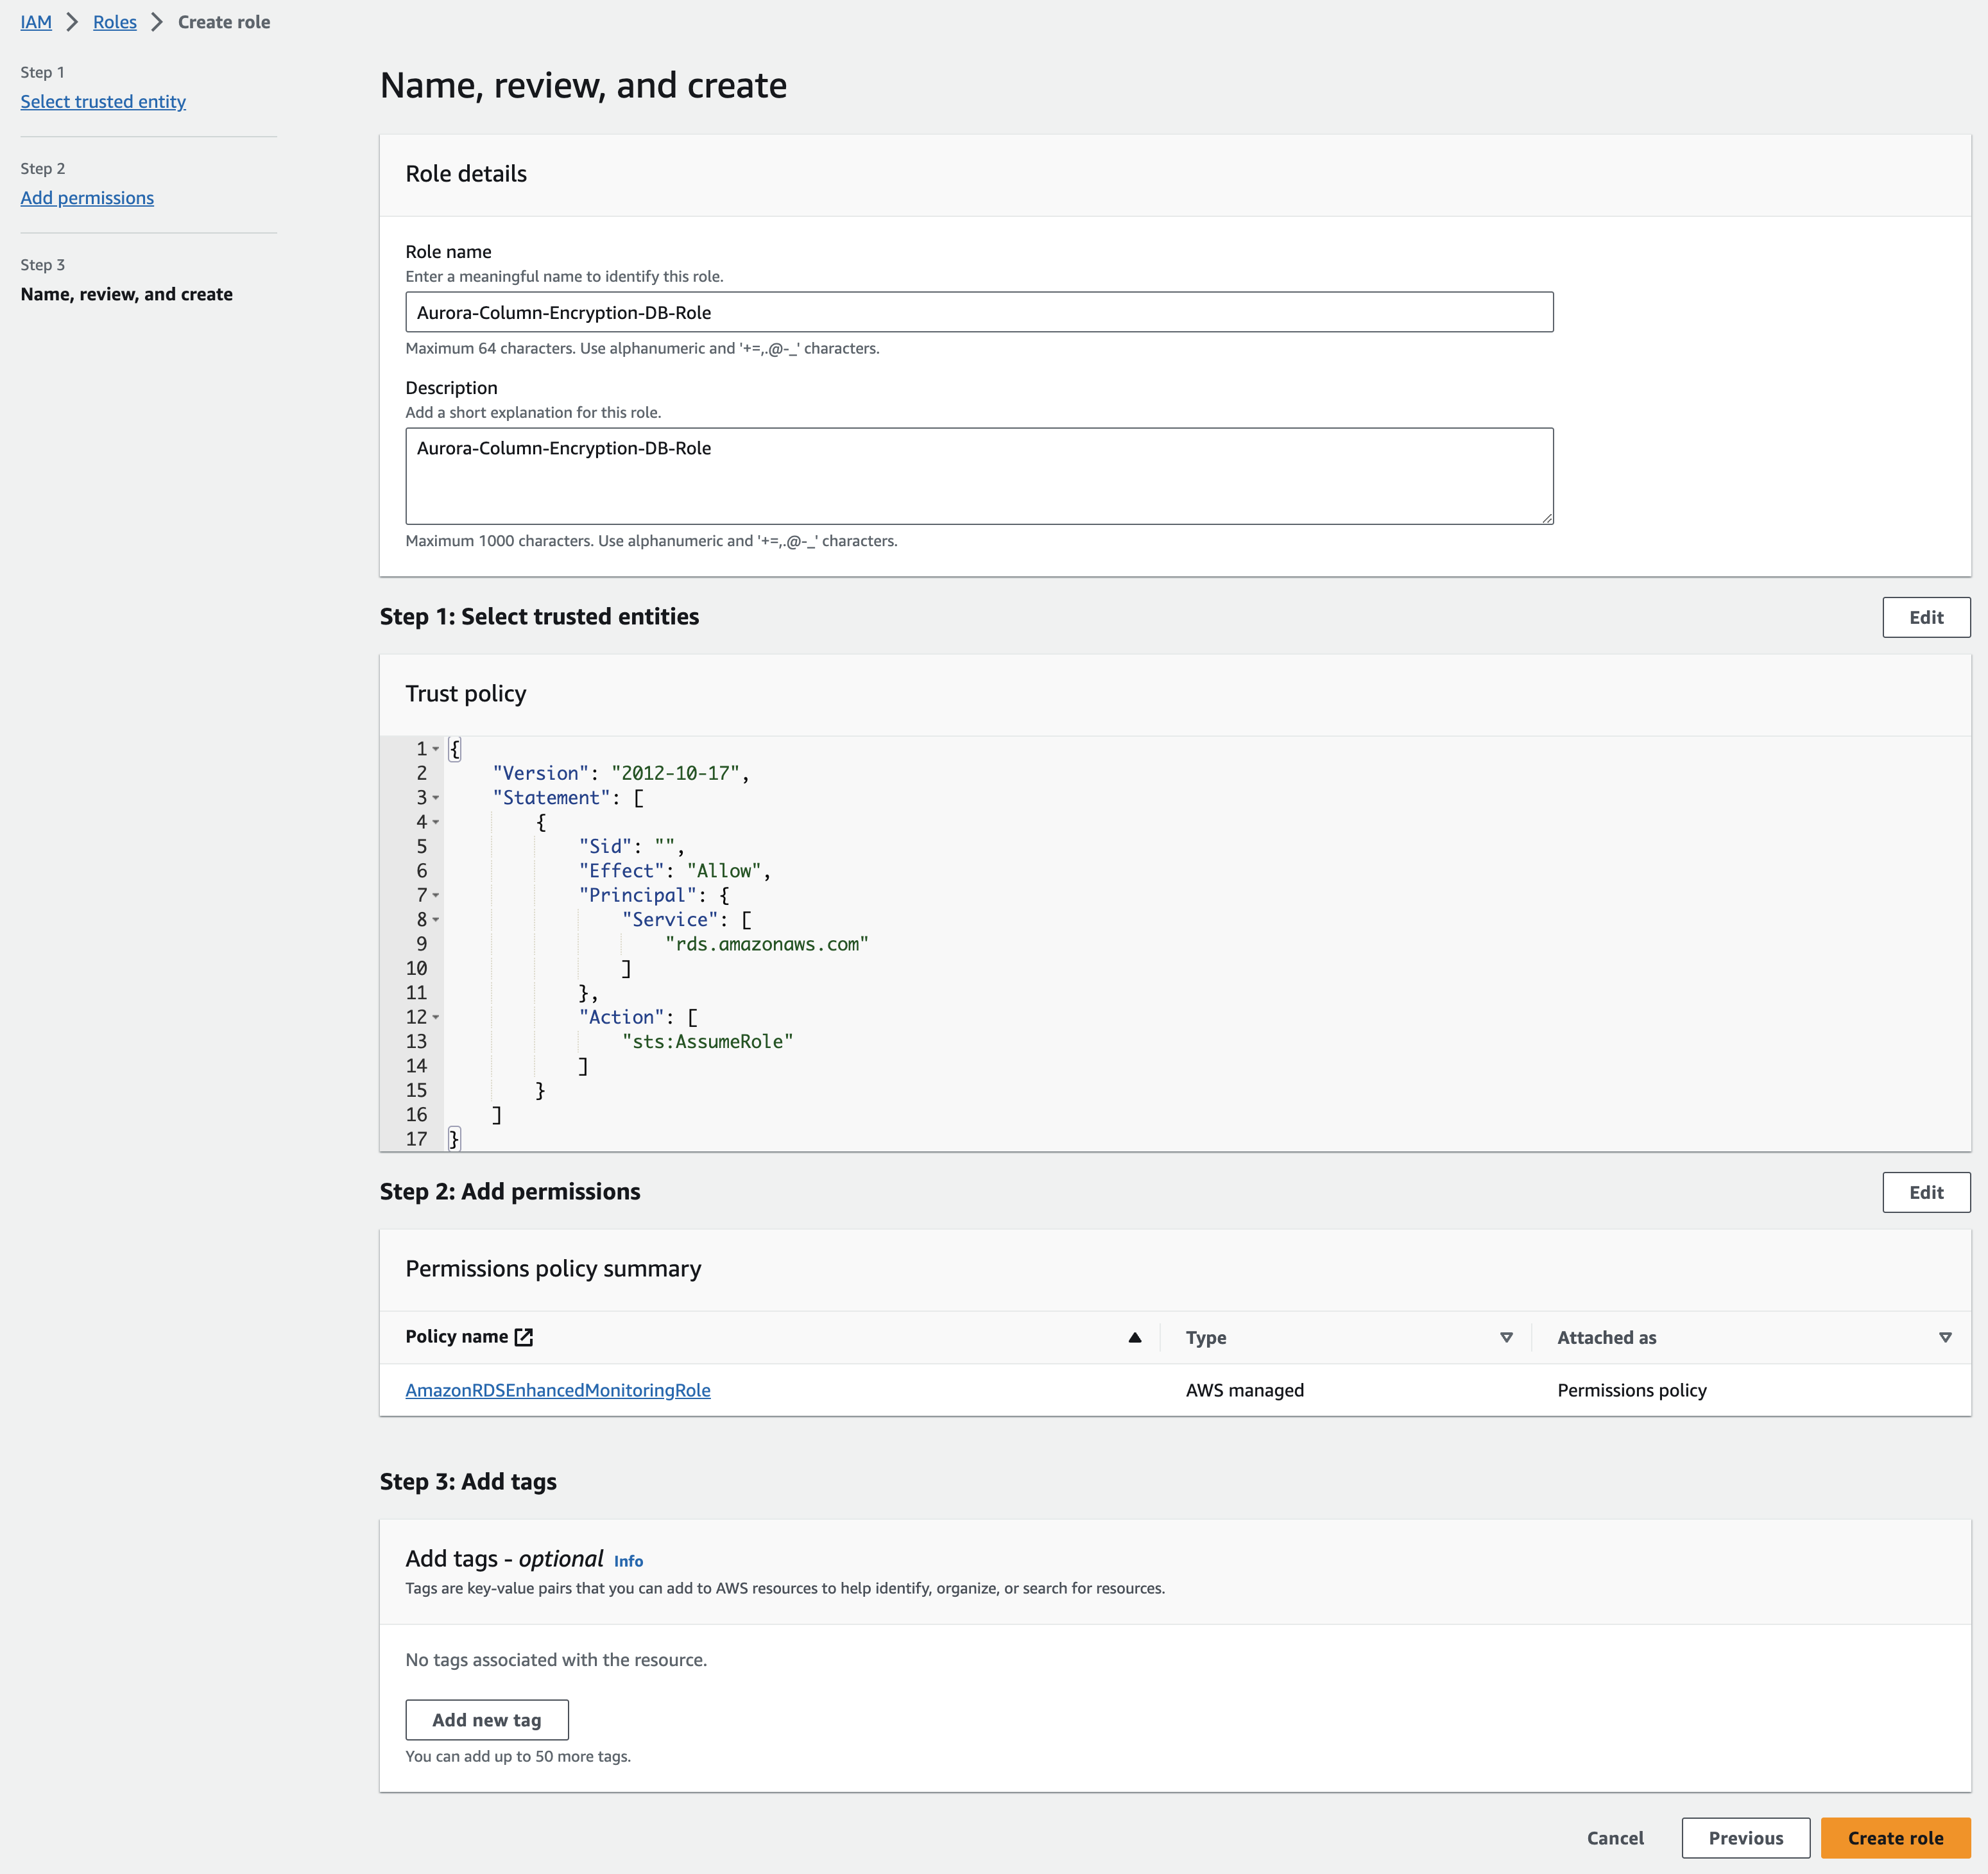 IAM > Roles > Create role
Step 1
Select trusted entity
Step 2
Add permissions
Step 3
Name, review, and create
Name, review, and create
Role details
Role name
Enter a meaningful name to identify this role.
Aurora-Column-Encryption-DB-Role
Maximum 64 characters. Use alphanumeric and '+=,.@-_' characters.
Description
Add a short explanation for this role.
Aurora-Column-Encryption-DB-Role
Maximum 1000 characters. Use alphanumeric and '+=,.@-_' characters.
Step 1: Select trusted entities
Edit
Trust policy
1 {
2     "Version": "2012-10-17",
3     "Statement": [
4         {
5             "Sid": "",
6             "Effect": "Allow",
7             "Principal": {
8                 "Service": [
9                     "rds.amazonaws.com"
10                 ]
11             },
12             "Action": [
13                 "sts:AssumeRole"
14             ]
15         }
16     ]
17 }
Step 2: Add permissions
Edit
Permissions policy summary
Policy name Type Attached as
AmazonRDSEnhancedMonitoringRole AWS managed Permissions policy
Step 3: Add tags
Add tags - optional Info
Tags are key-value pairs that you can add to AWS resources to help identify, organize, or search for resources.
No tags associated with the resource.
Add new tag
You can add up to 50 more tags.
Cancel Previous Create role